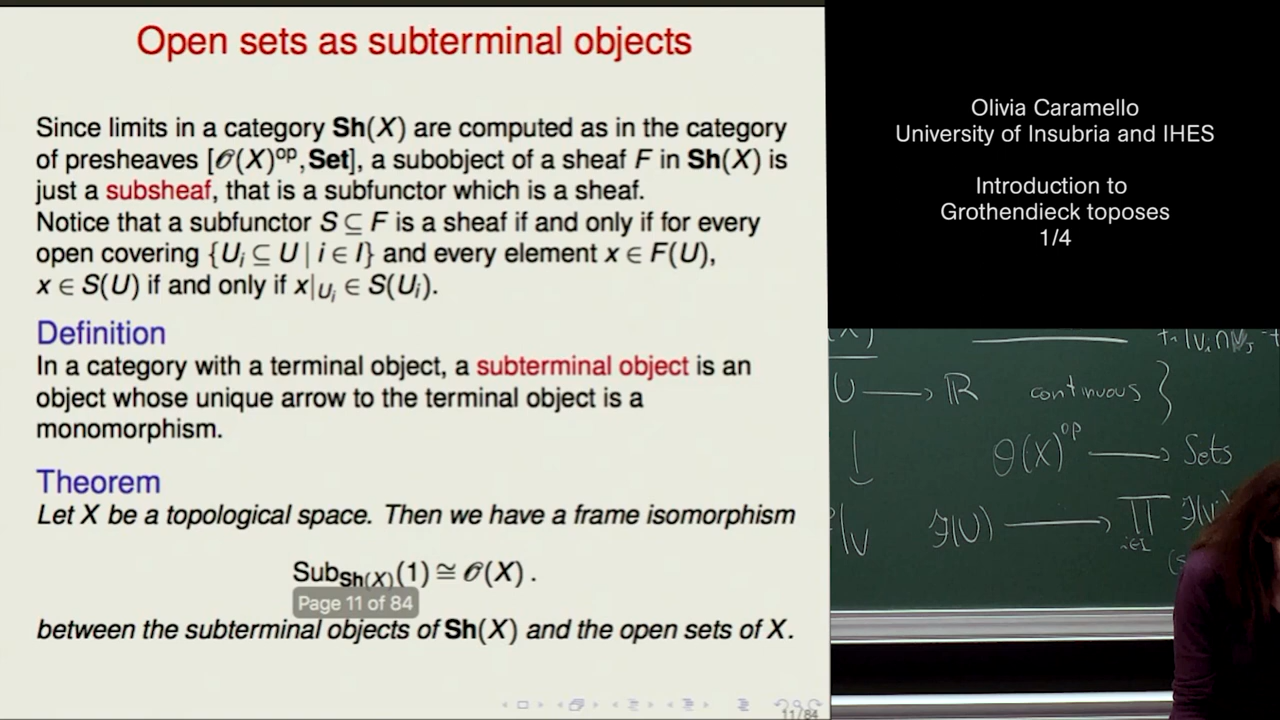 Open sets as subterminal objects
Since limits in a category Sh(X) are computed as in the category
of presheaves [𝒪(X)ᵒᵖ, Set], a subobject of a sheaf F in Sh(X) is
just a subsheaf, that is a subfunctor which is a sheaf.
Notice that a subfunctor S ⊆ F is a sheaf if and only if for every
open covering {Uᵢ ⊆ U | i ∈ I} and every element x ∈ F(U),
x ∈ S(U) if and only if x|Uᵢ ∈ S(Uᵢ).
Definition
In a category with a terminal object, a subterminal object is an
object whose unique arrow to the terminal object is a
monomorphism.
Theorem
Let X be a topological space. Then we have a frame isomorphism
Sub_Sh(X)(1) ≅ 𝒪(X).
Page 11 of 84
between the subterminal objects of Sh(X) and the open sets of X.
11/84
Olivia Caramello
University of Insubria and IHES
Introduction to
Grothendieck toposes
1/4
U → ℝ continuous }
↓ 𝒪(X)ᵒᵖ → Sets
|V ℱ(U) → ∏ i∈I